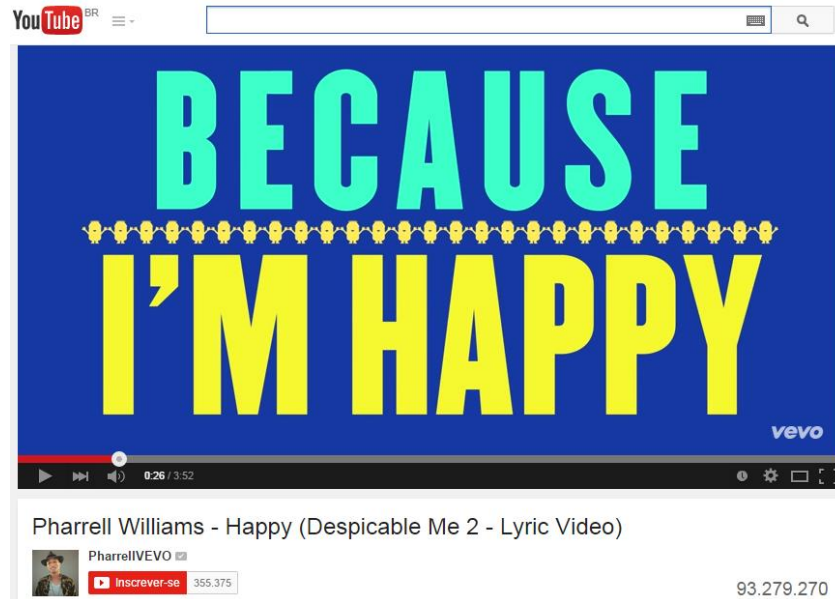 YouTube BR
BECAUSE
I'M HAPPY
vevo
0:26 / 3:52
Pharrell Williams - Happy (Despicable Me 2 - Lyric Video)
PharrellVEVO
Inscrever-se 355.375
93.279.270